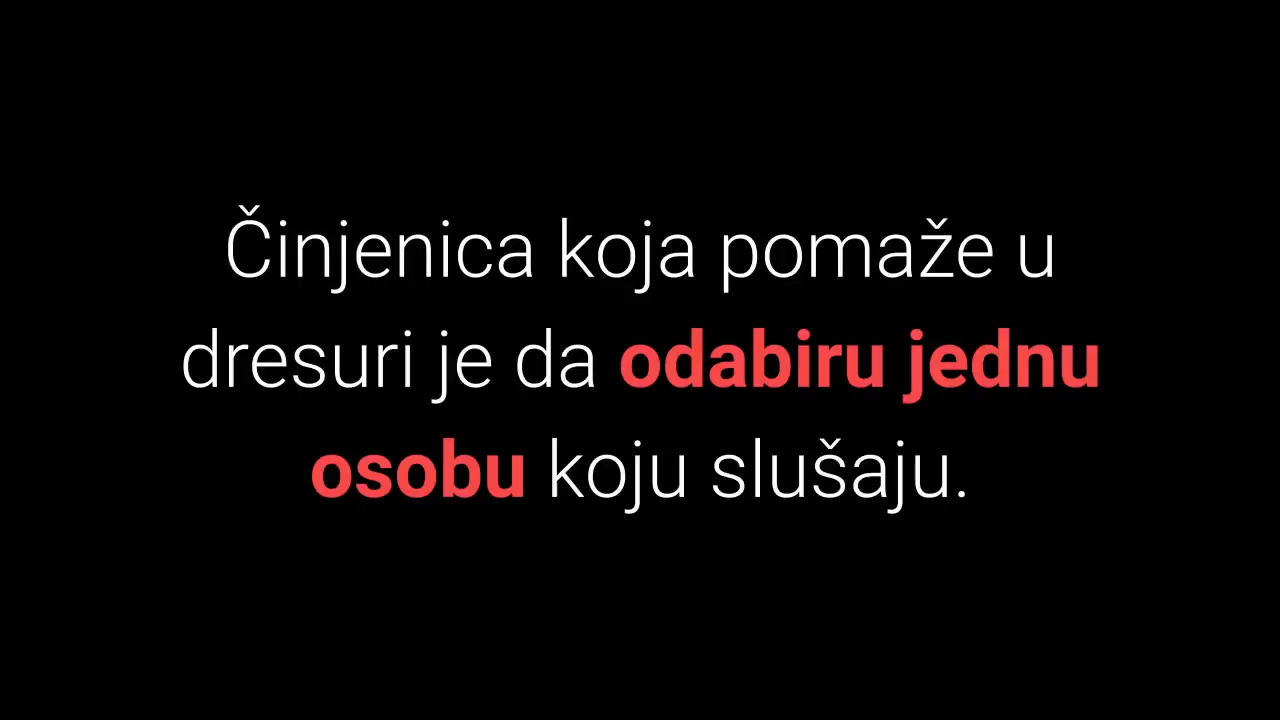 Činjenica koja pomaže u
dresuri je da odabiru jednu
osobu koju slušaju.